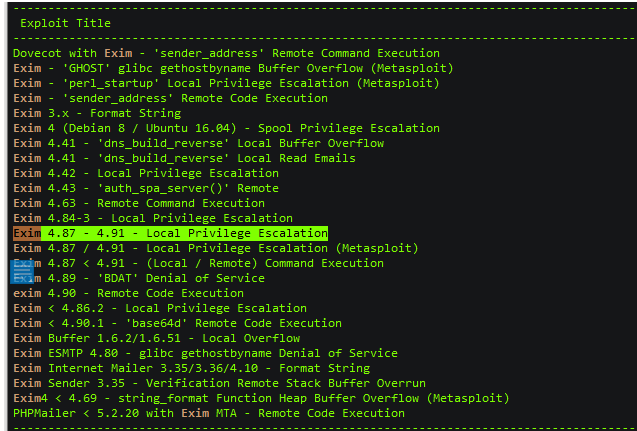 Exploit Title
Dovecot with Exim - 'sender_address' Remote Command Execution
Exim - 'GHOST' glibc gethostbyname Buffer Overflow (Metasploit)
Exim - 'perl_startup' Local Privilege Escalation (Metasploit)
Exim - 'sender_address' Remote Code Execution
Exim 3.x - Format String
Exim 4 (Debian 8 / Ubuntu 16.04) - Spool Privilege Escalation
Exim 4.41 - 'dns_build_reverse' Local Buffer Overflow
Exim 4.41 - 'dns_build_reverse' Local Read Emails
Exim 4.42 - Local Privilege Escalation
Exim 4.43 - 'auth_spa_server()' Remote
Exim 4.63 - Remote Command Execution
Exim 4.84-3 - Local Privilege Escalation
Exim 4.87 - 4.91 - Local Privilege Escalation
Exim 4.87 / 4.91 - Local Privilege Escalation (Metasploit)
Exim 4.87 < 4.91 - (Local / Remote) Command Execution
Exim 4.89 - 'BDAT' Denial of Service
exim 4.90 - Remote Code Execution
Exim < 4.86.2 - Local Privilege Escalation
Exim < 4.90.1 - 'base64d' Remote Code Execution
Exim Buffer 1.6.2/1.6.51 - Local Overflow
Exim ESMTP 4.80 - glibc gethostbyname Denial of Service
Exim Internet Mailer 3.35/3.36/4.10 - Format String
Exim Sender 3.35 - Verification Remote Stack Buffer Overrun
Exim4 < 4.69 - string_format Function Heap Buffer Overflow (Metasploit)
PHPMailer < 5.2.20 with Exim MTA - Remote Code Execution